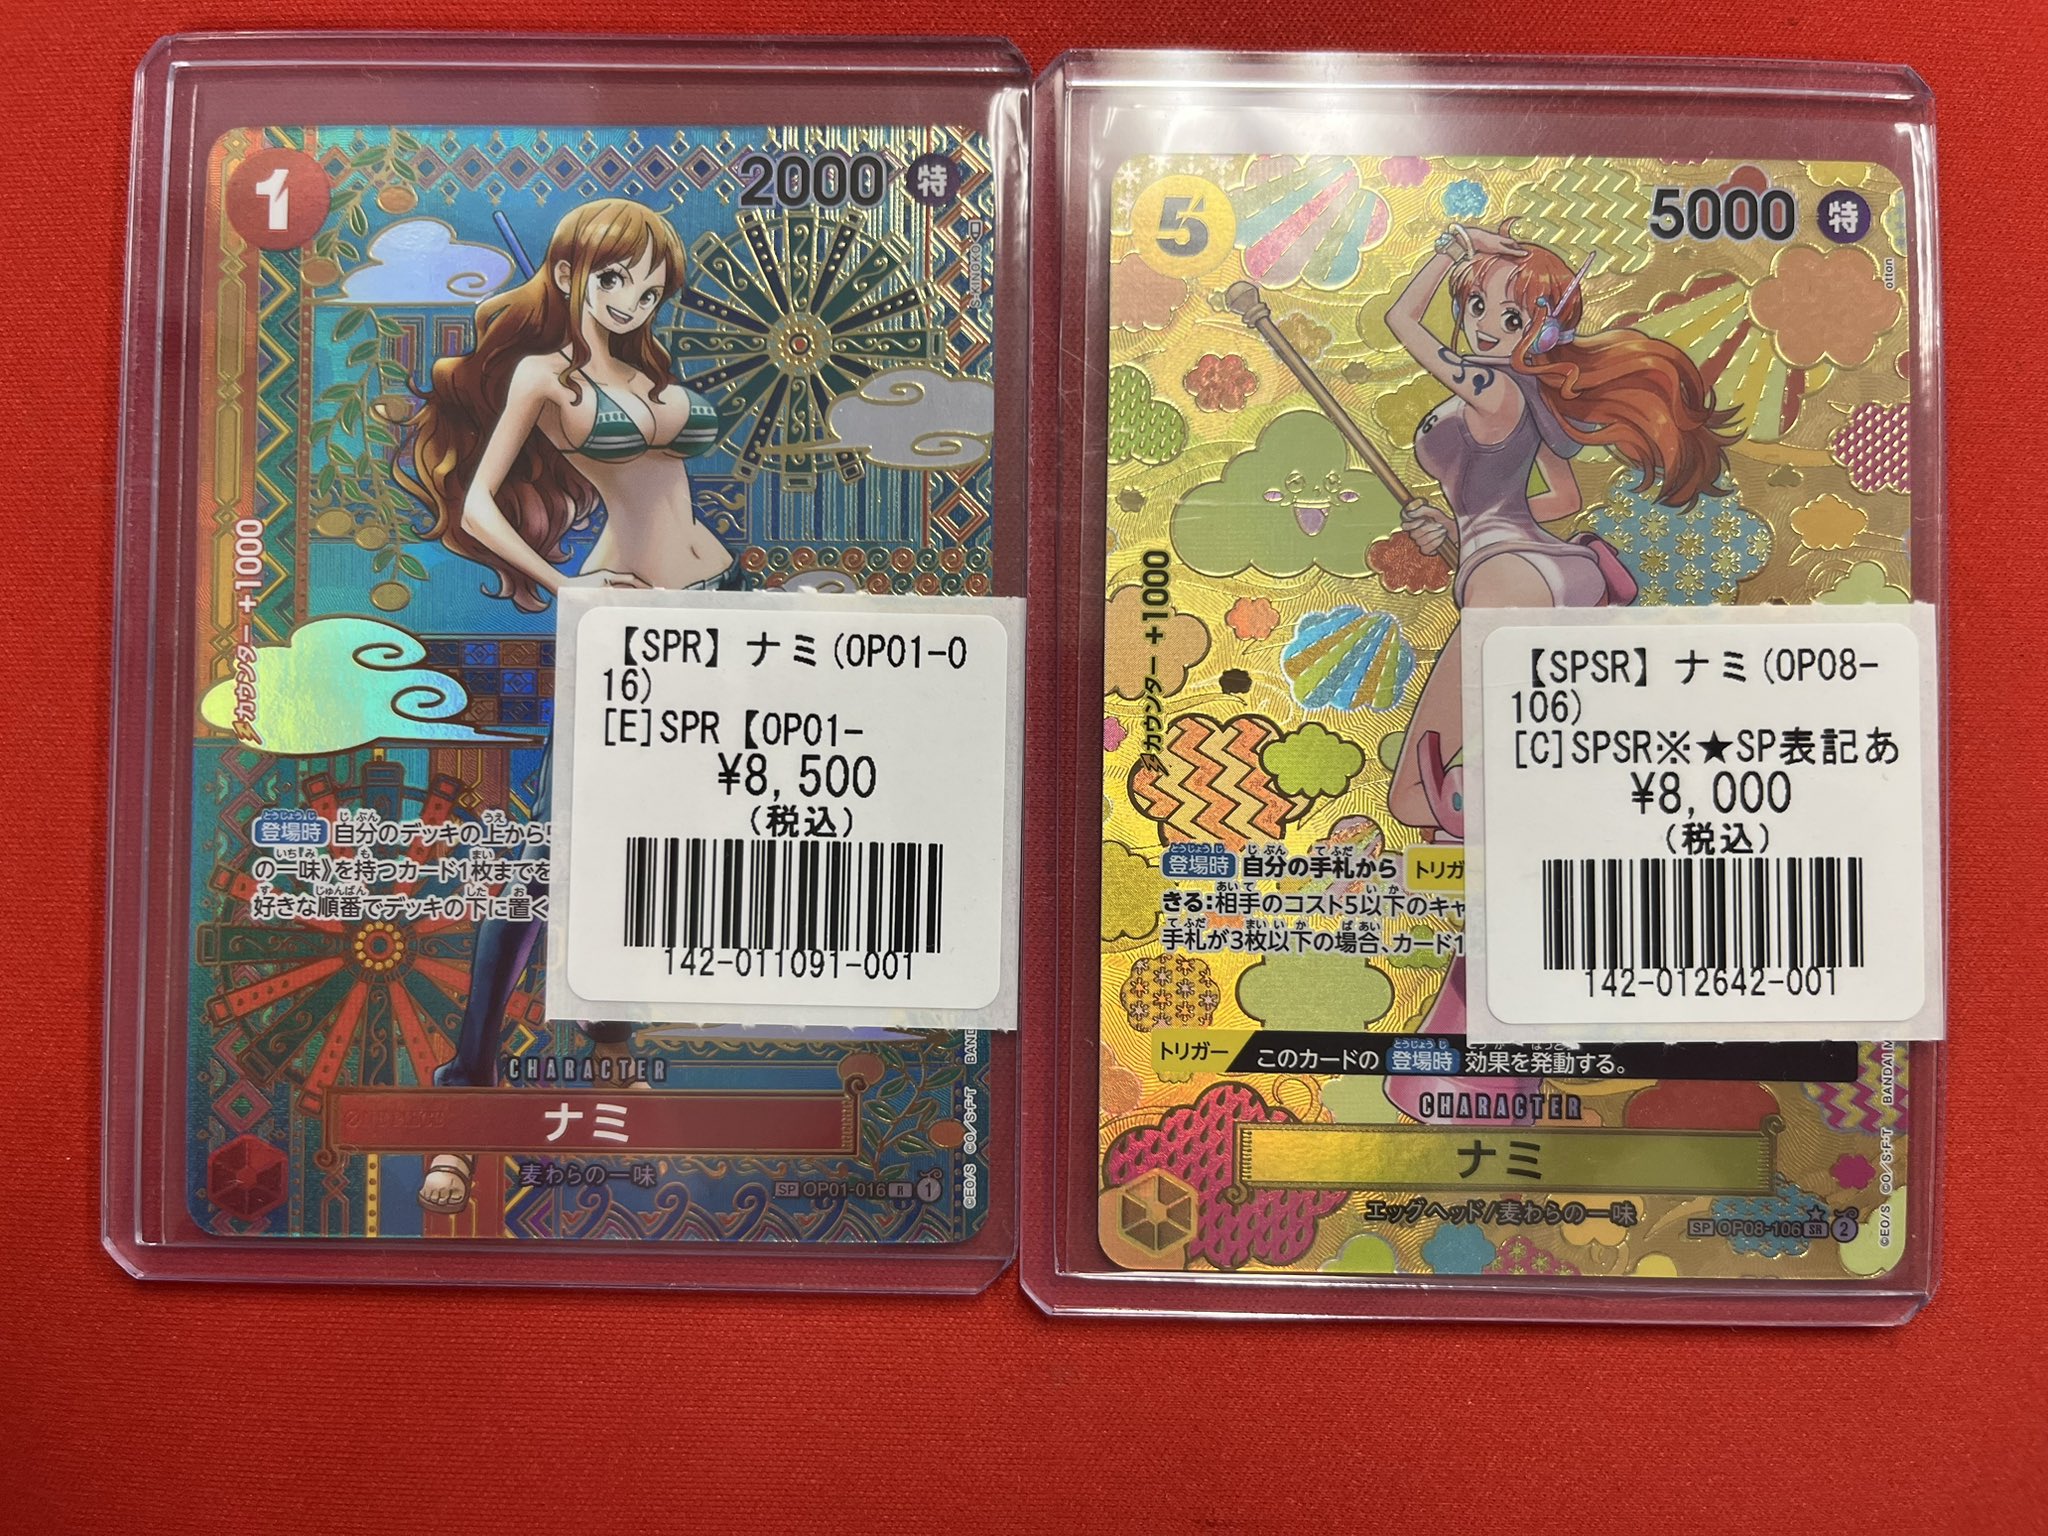 1
2000
特
S-KINOKO
カウンター +1000
【SPR】ナミ(OP01-0
16)
[E]SPR【OP01-
¥8,500
(税込)
142-011091-001
登場時 自分のデッキの上から5
の一味》を持つカード1枚までを
好きな順番でデッキの下に置く
CHARACTER
ナミ
麦わらの一味
SP OP01-016 R 1
©EO/S ©O/S・F・T BAND
5
5000
特
otton
カウンター +1000
【SPSR】ナミ(OP08-
106)
[C]SPSR※★SP表記あ
¥8,000
(税込)
142-012642-001
登場時 自分の手札から トリガ
きる:相手のコスト5以下のキャ
手札が3枚以下の場合、カード1
トリガー このカードの 登場時 効果を発動する。
CHARACTER
ナミ
エッグヘッド/麦わらの一味
SP OP08-106 SR 2
©EO/S ©O/S・F・T BANDAI